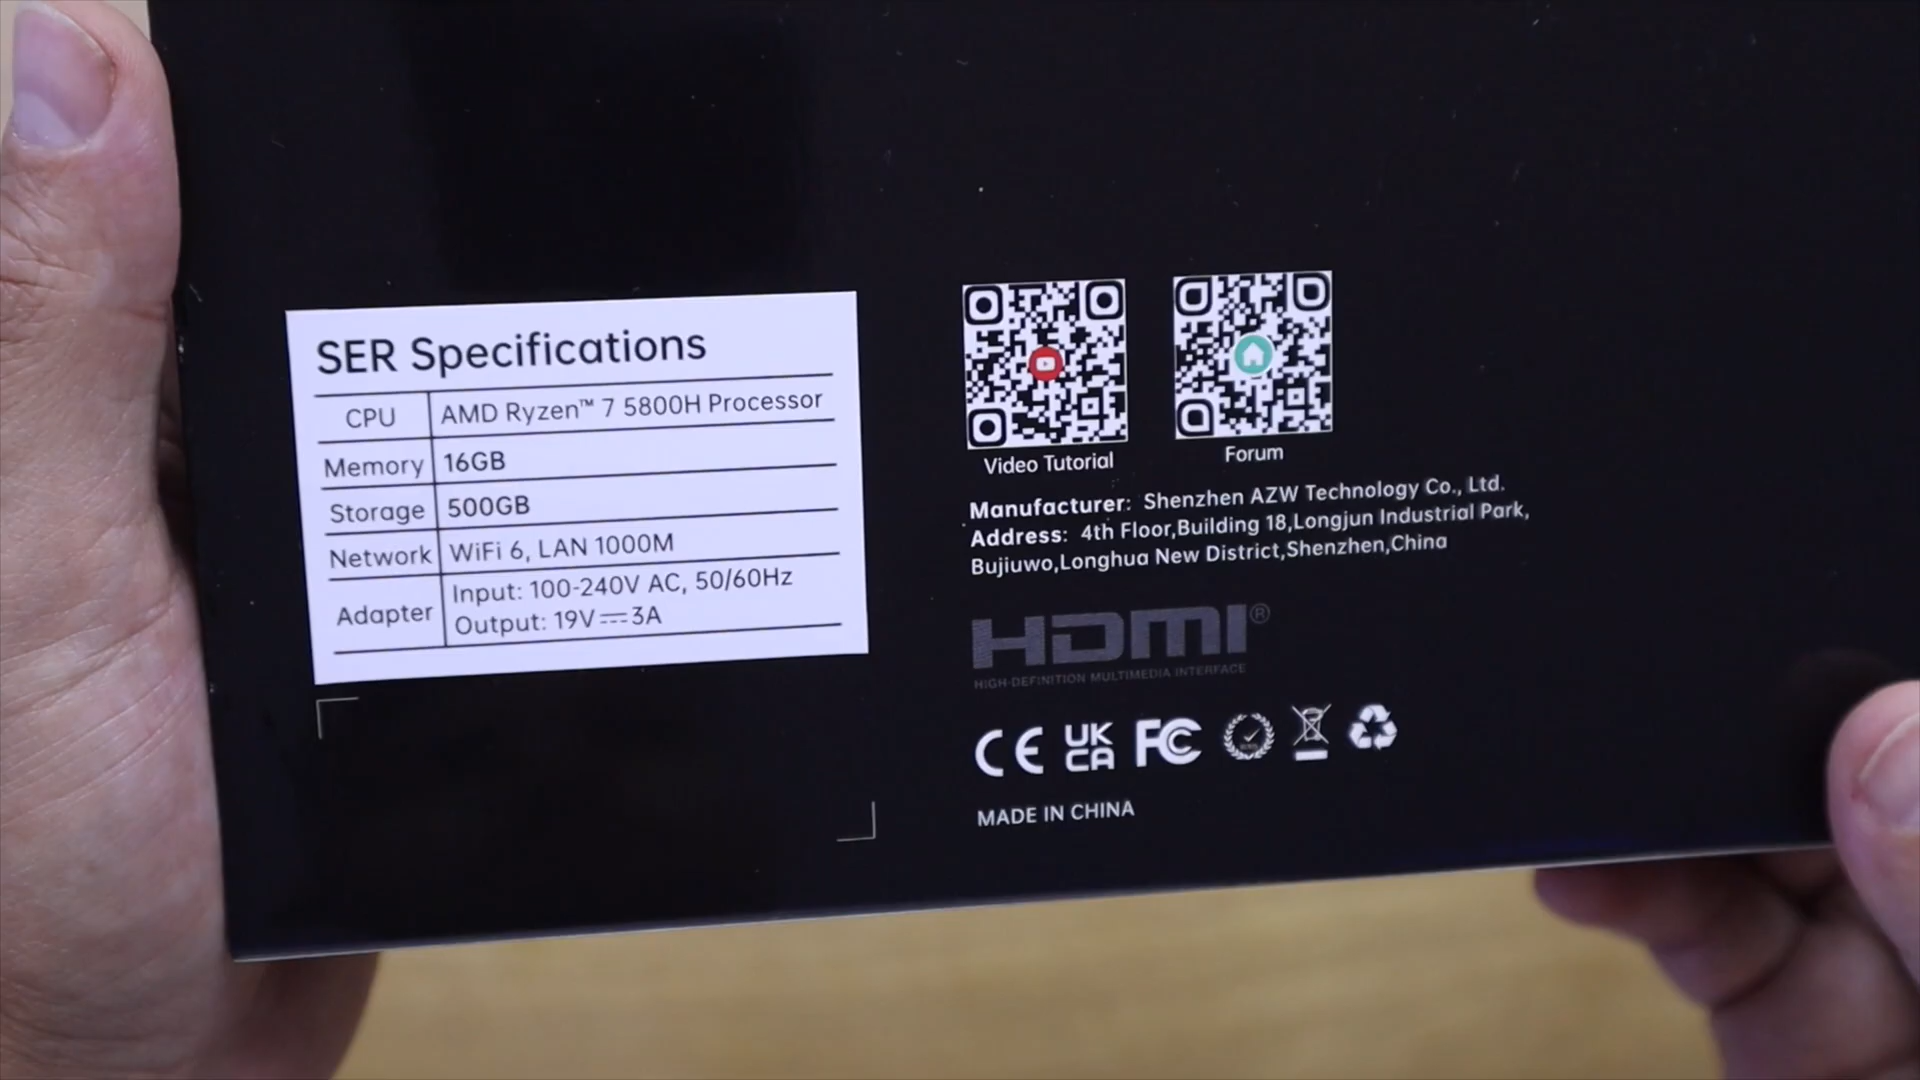 SER Specifications
CPU AMD Ryzen™ 7 5800H Processor
Memory 16GB
Storage 500GB
Network WiFi 6, LAN 1000M
Adapter Input: 100-240V AC, 50/60Hz
Output: 19V⎓3A
Video Tutorial
Forum
Manufacturer: Shenzhen AZW Technology Co., Ltd.
Address: 4th Floor,Building 18,Longjun Industrial Park,
Bujiuwo,Longhua New District,Shenzhen,China
HDMI®
HIGH-DEFINITION MULTIMEDIA INTERFACE
CE UK
CA FC
MADE IN CHINA